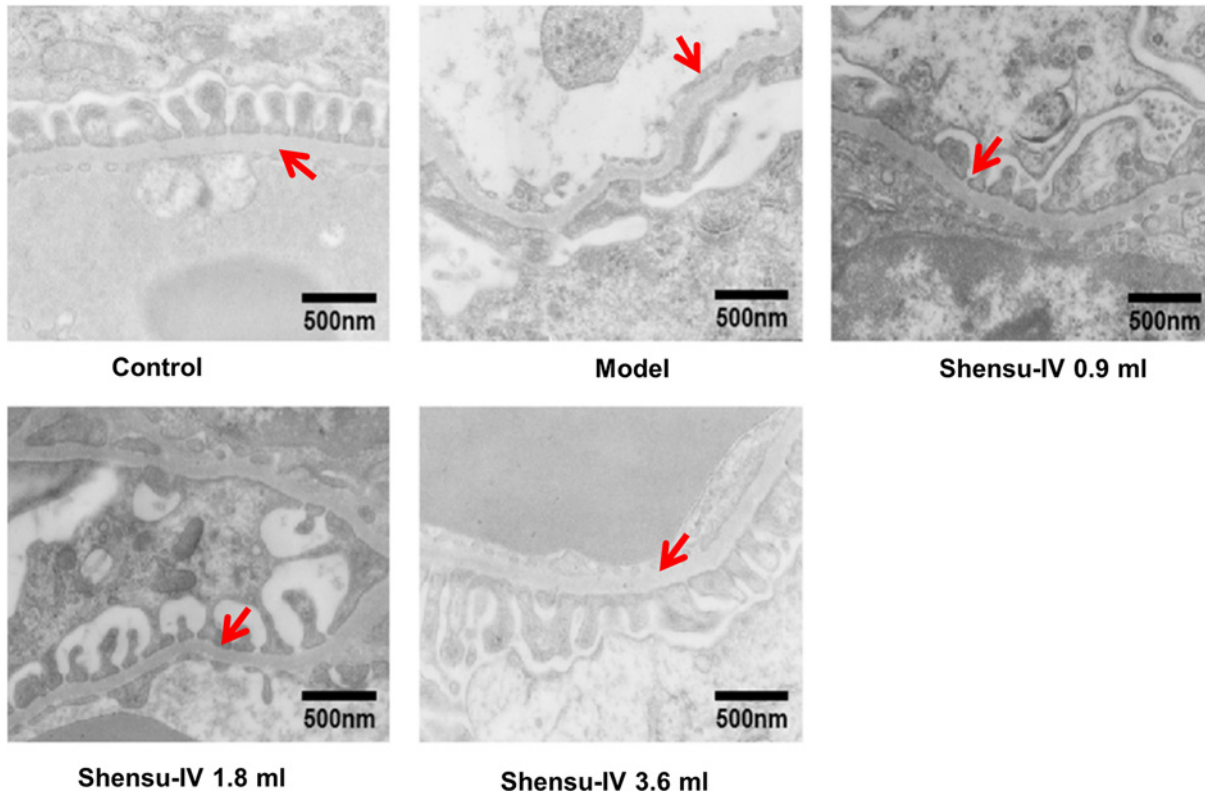 500nm
500nm
500nm
Control
Model
Shensu-IV 0.9 ml
500nm
500nm
Shensu-IV 1.8 ml
Shensu-IV 3.6 ml